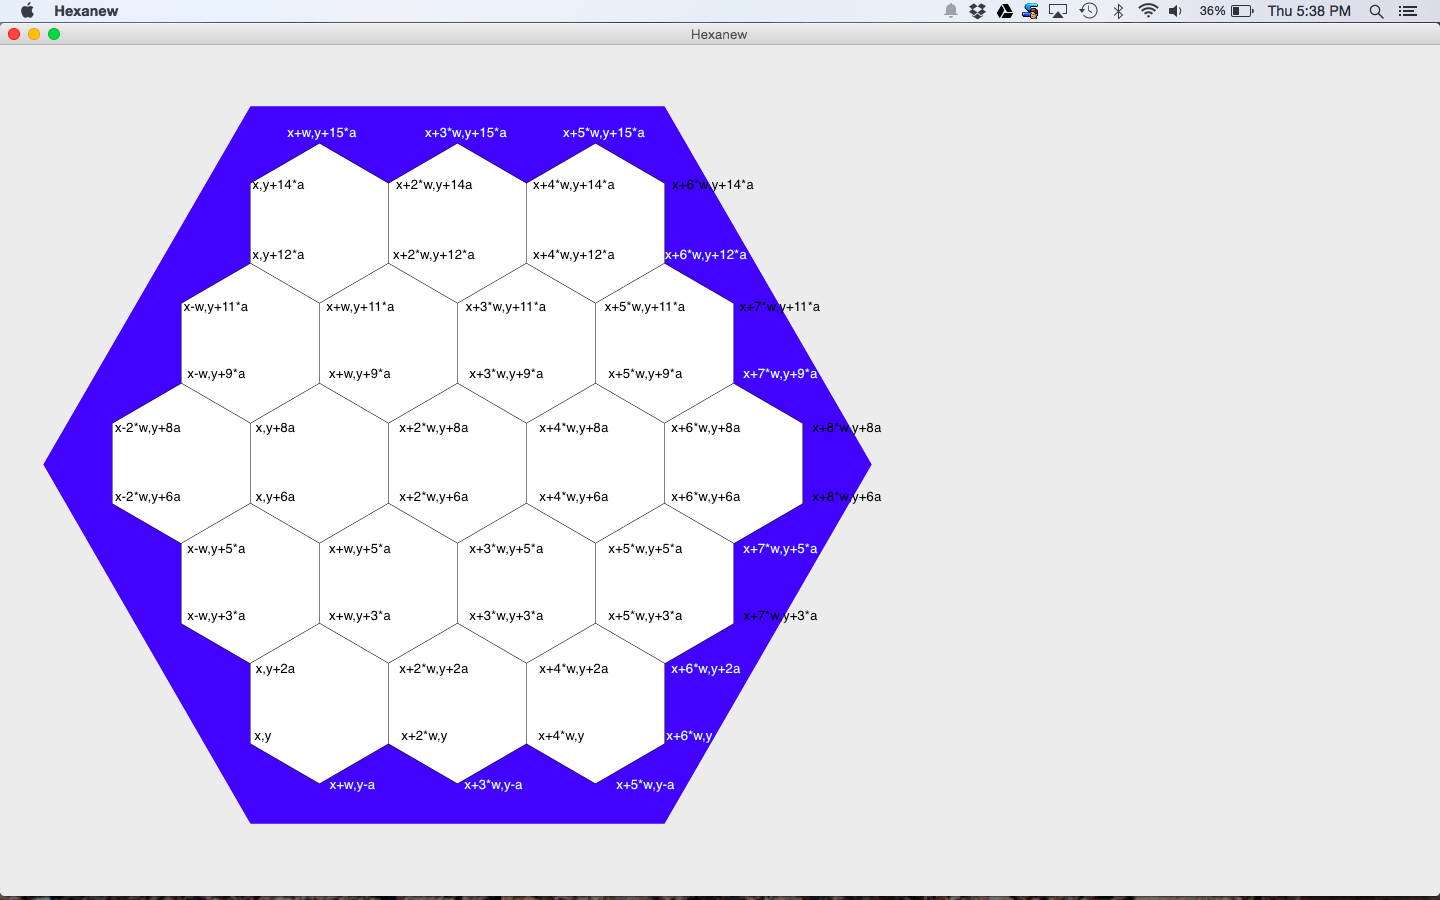 Hexanew
36%
Thu 5:38 PM
Hexanew
x+w,y+15*a x+3*w,y+15*a x+5*w,y+15*a
x,y+14*a x+2*w,y+14a x+4*w,y+14*a x+6*w,y+14*a
x,y+12*a x+2*w,y+12*a x+4*w,y+12*a x+6*w,y+12*a
x-w,y+11*a x+w,y+11*a x+3*w,y+11*a x+5*w,y+11*a x+7*w,y+11*a
x-w,y+9*a x+w,y+9*a x+3*w,y+9*a x+5*w,y+9*a x+7*w,y+9*a
x-2*w,y+8a x,y+8a x+2*w,y+8a x+4*w,y+8a x+6*w,y+8a x+8*w,y+8a
x-2*w,y+6a x,y+6a x+2*w,y+6a x+4*w,y+6a x+6*w,y+6a x+8*w,y+6a
x-w,y+5*a x+w,y+5*a x+3*w,y+5*a x+5*w,y+5*a x+7*w,y+5*a
x-w,y+3*a x+w,y+3*a x+3*w,y+3*a x+5*w,y+3*a x+7*w,y+3*a
x,y+2a x+2*w,y+2a x+4*w,y+2a x+6*w,y+2a
x,y x+2*w,y x+4*w,y x+6*w,y
x+w,y-a x+3*w,y-a x+5*w,y-a